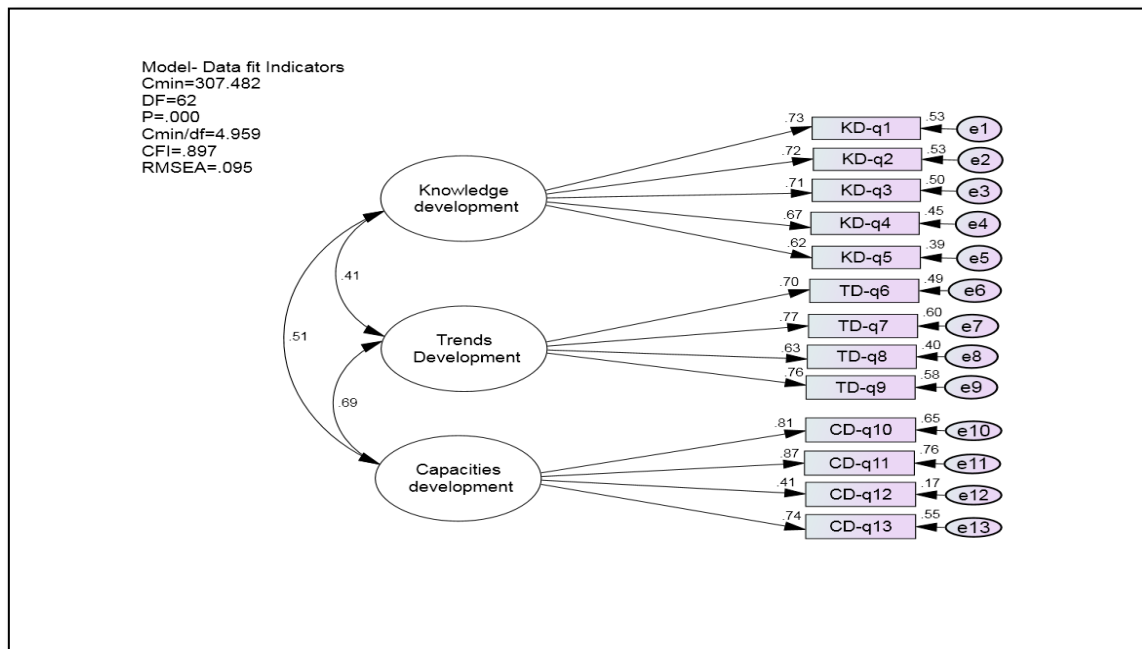 Model- Data fit Indicators
Cmin=307.482
DF=62
P=.000
Cmin/df=4.959
CFI=.897
RMSEA=.095
Knowledge
development
Trends
Development
Capacities
development
.41
.51
.69
.73
KD-q1
.53
e1
.72
KD-q2
.53
e2
.71
KD-q3
.50
e3
.67
KD-q4
.45
e4
.62
KD-q5
.39
e5
.70
TD-q6
.49
e6
.77
TD-q7
.60
e7
.63
TD-q8
.40
e8
.76
TD-q9
.58
e9
.81
CD-q10
.65
e10
.87
CD-q11
.76
e11
.41
CD-q12
.17
e12
.74
CD-q13
.55
e13